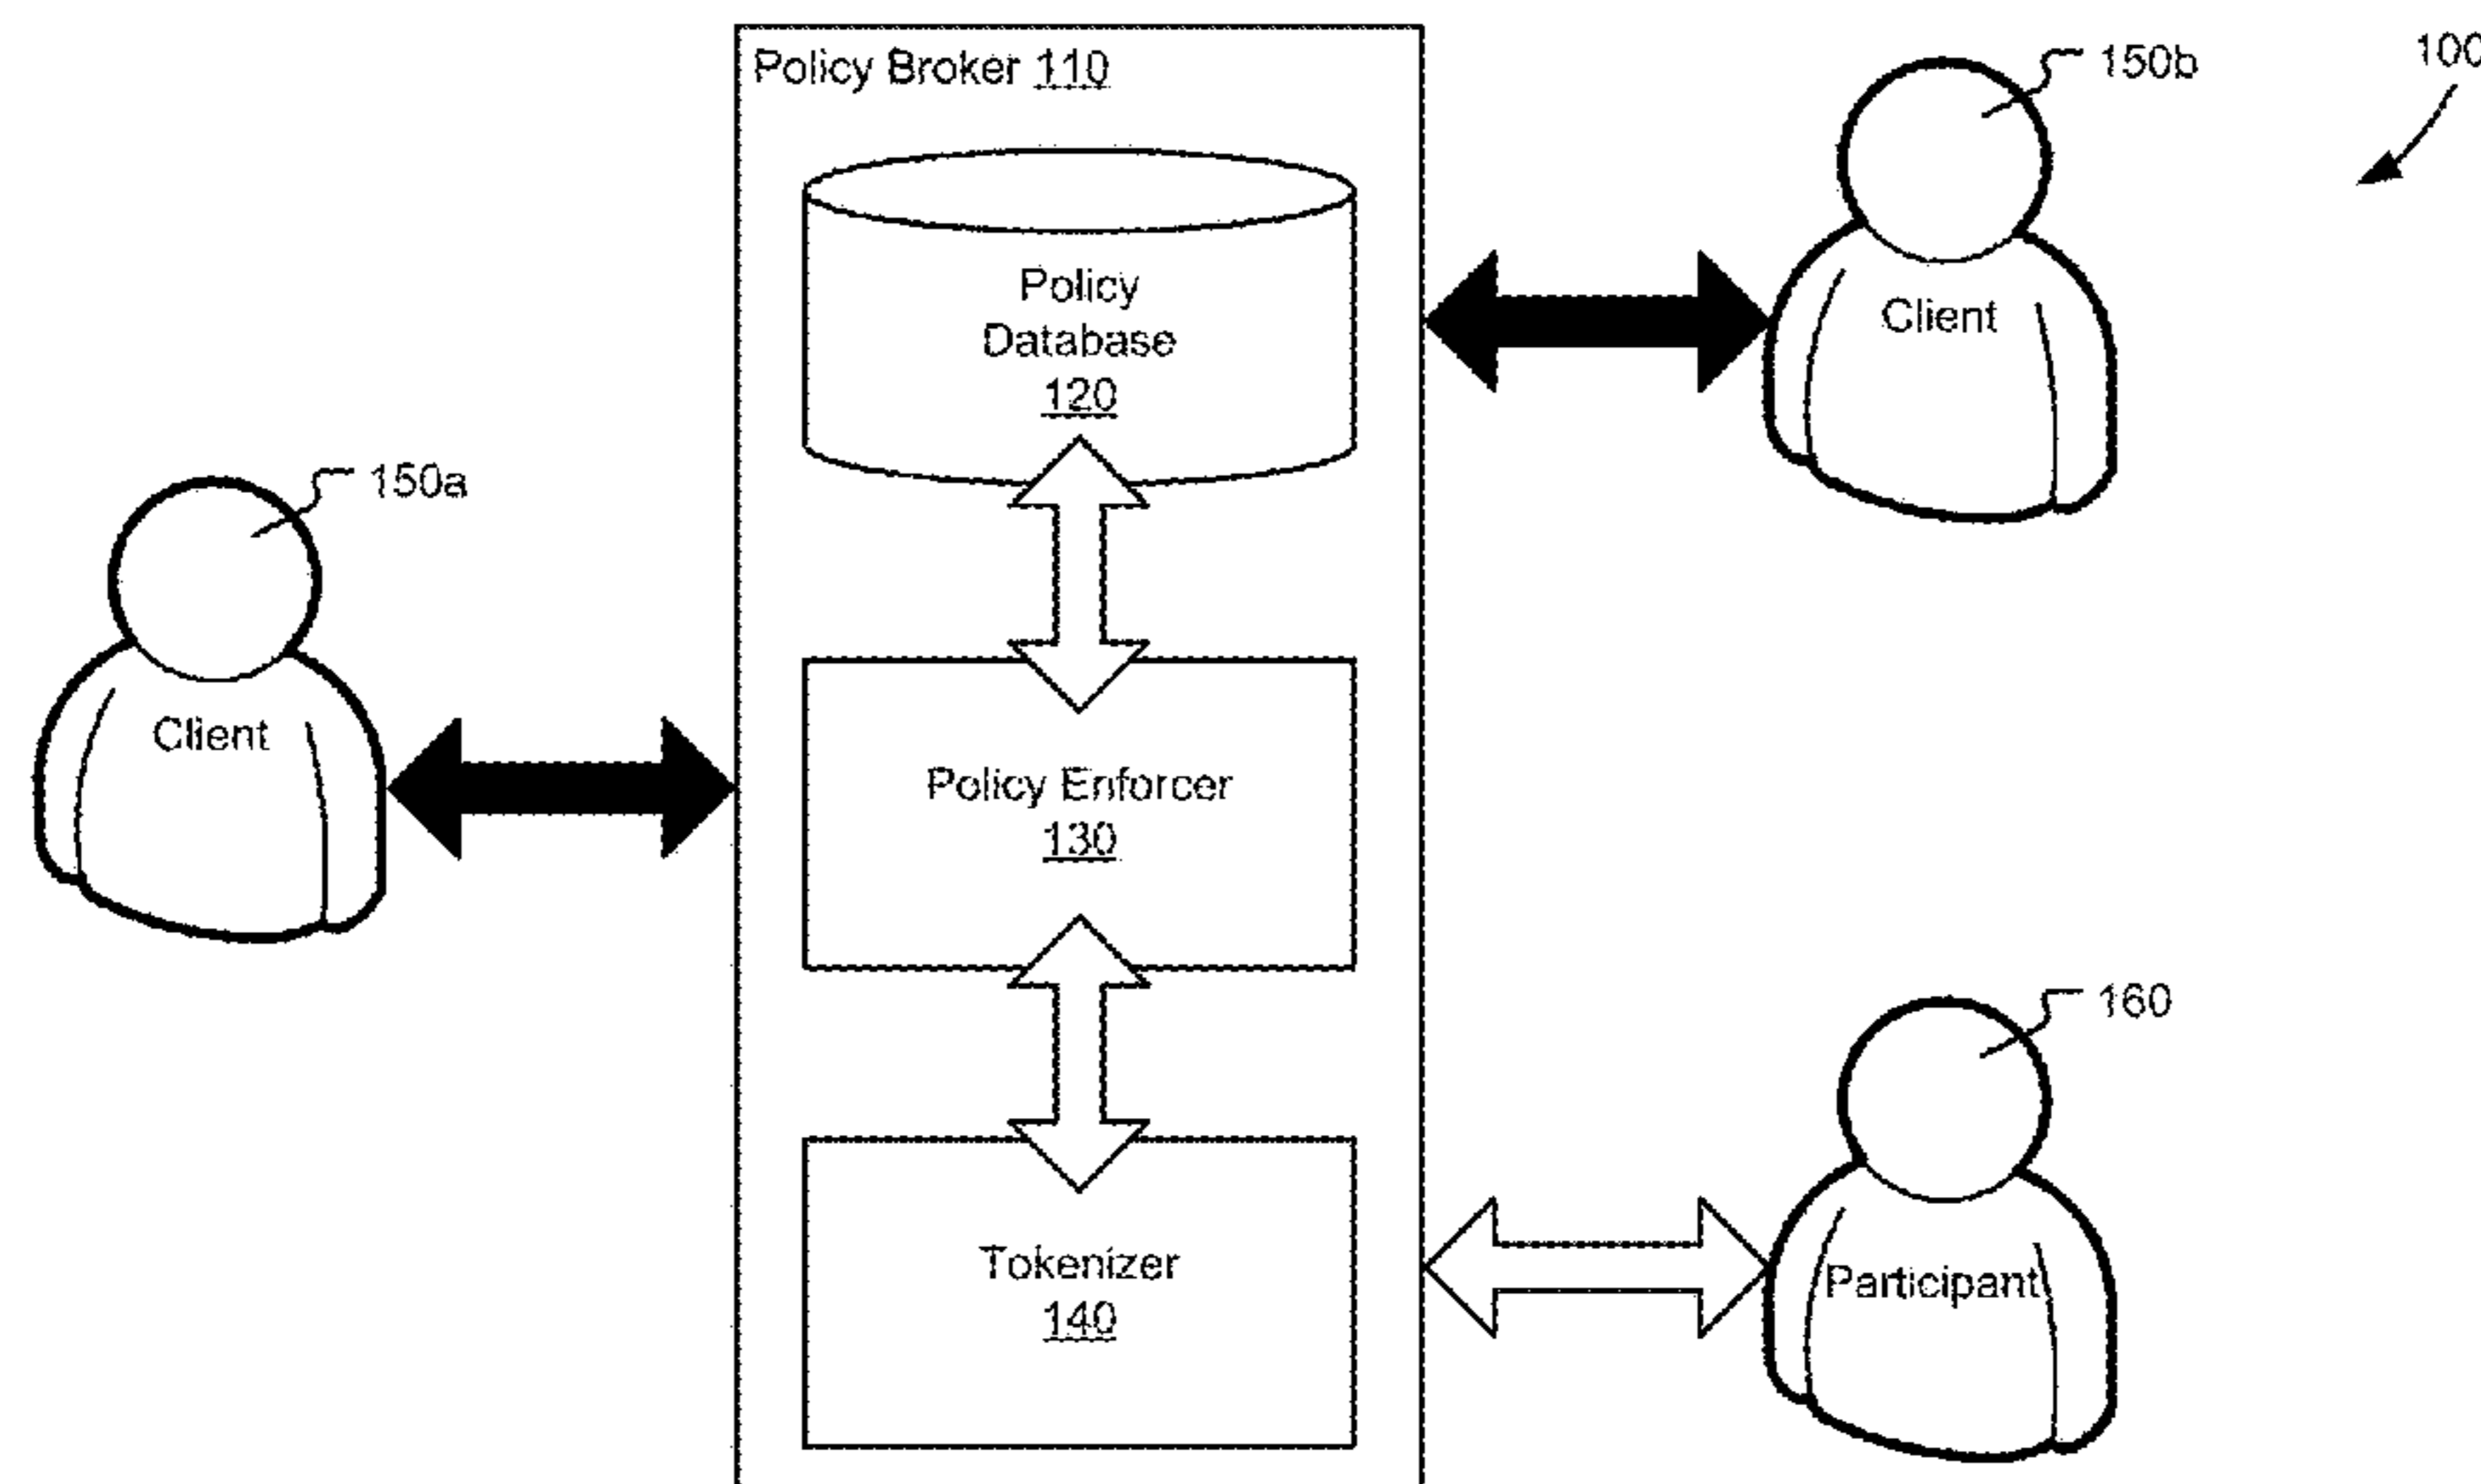 Policy Broker 110
150b
100
Policy
Database
120
Client
150a
Client
Policy Enforcer
130
160
Tokenizer
140
Participant